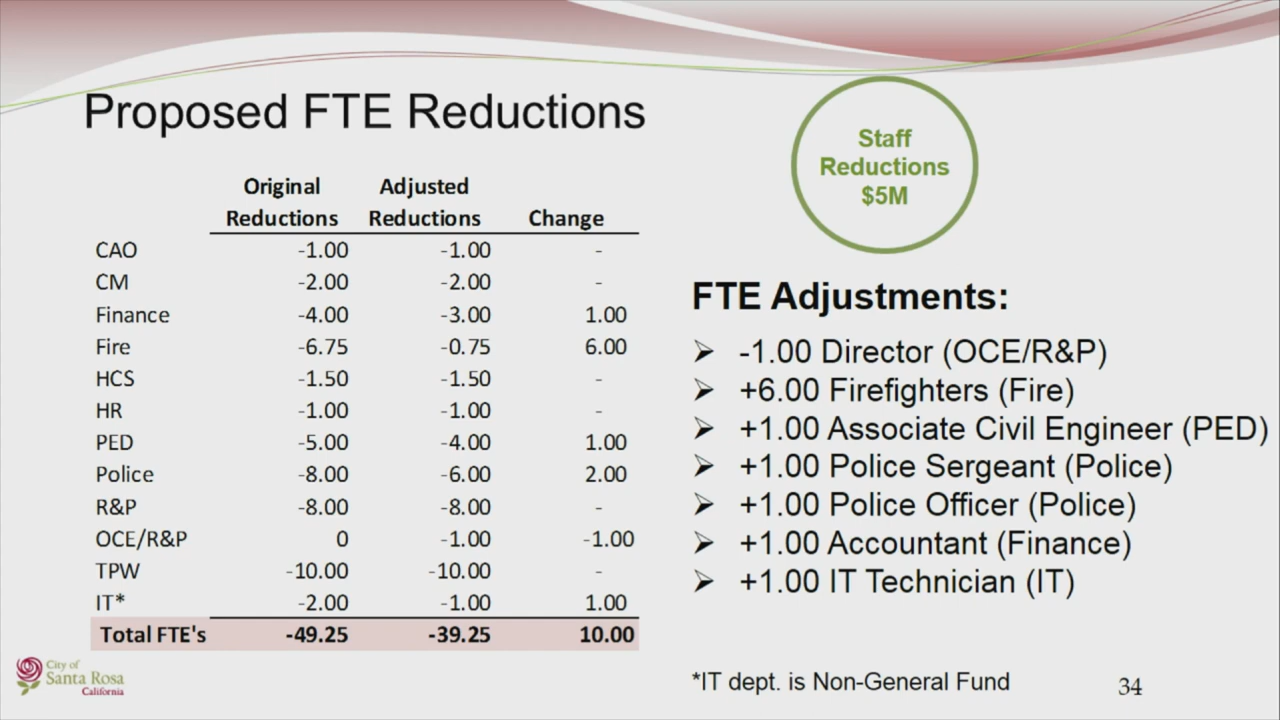 Proposed FTE Reductions
Staff
Reductions
$5M
Original Adjusted
Reductions Reductions Change
CAO -1.00 -1.00 -
CM -2.00 -2.00 -
Finance -4.00 -3.00 1.00
Fire -6.75 -0.75 6.00
HCS -1.50 -1.50 -
HR -1.00 -1.00 -
PED -5.00 -4.00 1.00
Police -8.00 -6.00 2.00
R&P -8.00 -8.00 -
OCE/R&P 0 -1.00 -1.00
TPW -10.00 -10.00 -
IT* -2.00 -1.00 1.00
Total FTE's -49.25 -39.25 10.00
FTE Adjustments:
➢ -1.00 Director (OCE/R&P)
➢ +6.00 Firefighters (Fire)
➢ +1.00 Associate Civil Engineer (PED)
➢ +1.00 Police Sergeant (Police)
➢ +1.00 Police Officer (Police)
➢ +1.00 Accountant (Finance)
➢ +1.00 IT Technician (IT)
City of
Santa Rosa
California
*IT dept. is Non-General Fund
34